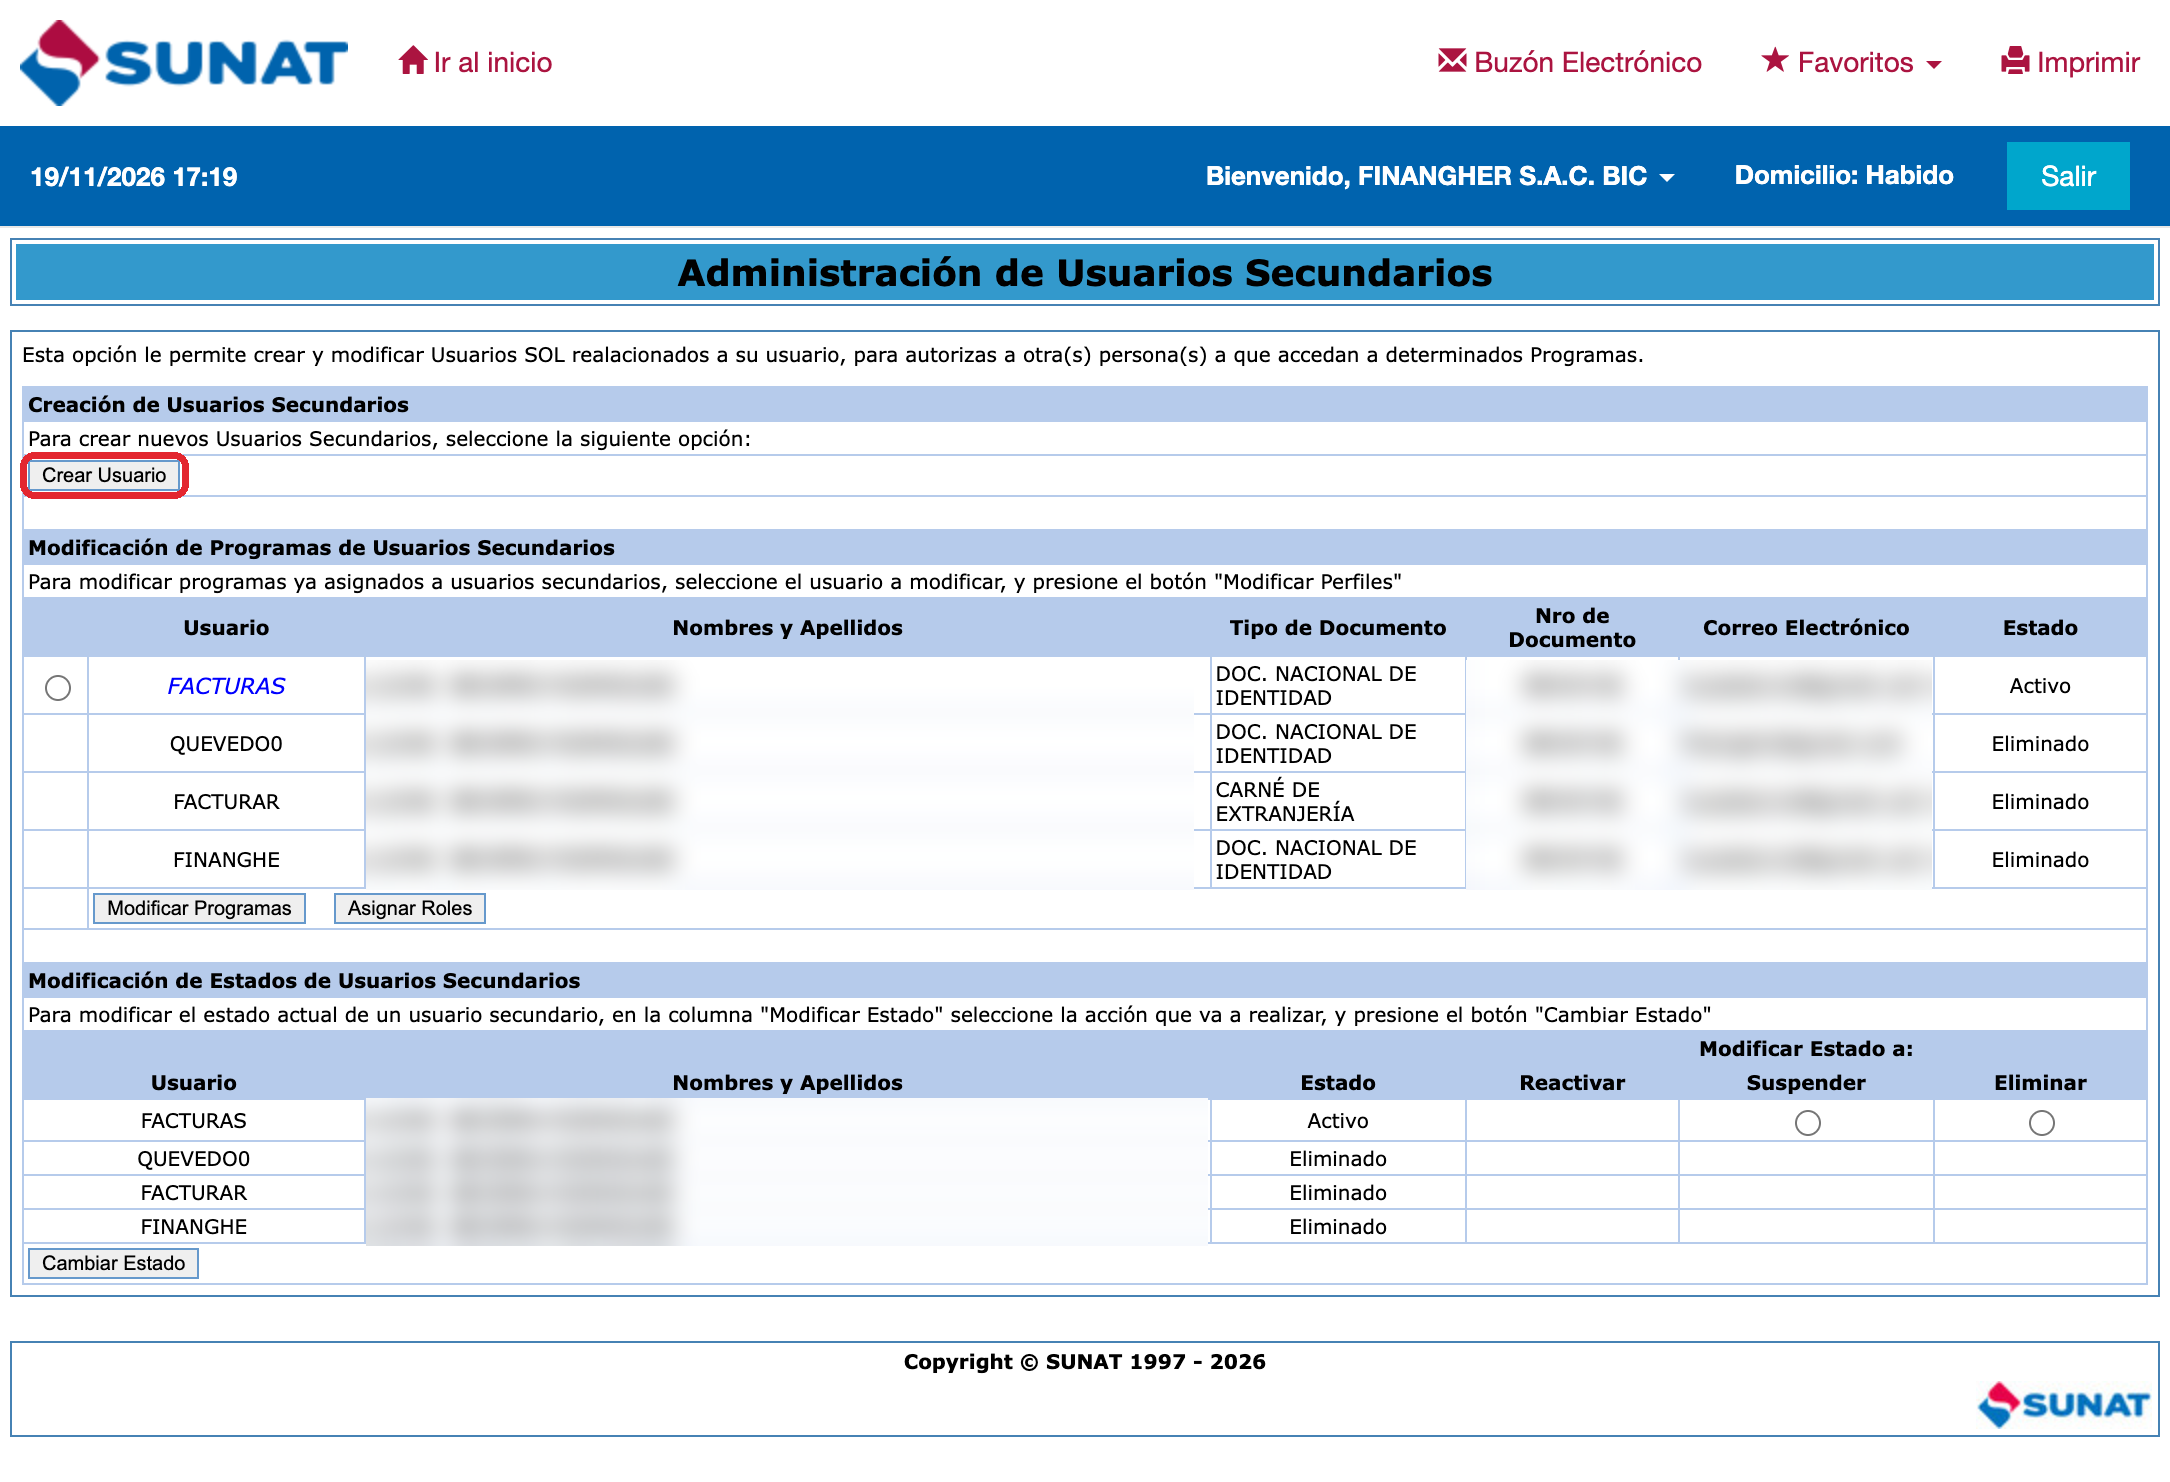 SUNAT
Ir al inicio
Buzón Electrónico
Favoritos
Imprimir
19/11/2026 17:19
Bienvenido, FINANGHER S.A.C. BIC
Domicilio: Habido
Salir
Administración de Usuarios Secundarios
Esta opción le permite crear y modificar Usuarios SOL realacionados a su usuario, para autorizas a otra(s) persona(s) a que accedan a determinados Programas.
Creación de Usuarios Secundarios
Para crear nuevos Usuarios Secundarios, seleccione la siguiente opción:
Crear Usuario
Modificación de Programas de Usuarios Secundarios
Para modificar programas ya asignados a usuarios secundarios, seleccione el usuario a modificar, y presione el botón "Modificar Perfiles"
Usuario
Nombres y Apellidos
Tipo de Documento
Nro de
Documento
Correo Electrónico
Estado
FACTURAS
DOC. NACIONAL DE
IDENTIDAD
Activo
QUEVEDO0
DOC. NACIONAL DE
IDENTIDAD
Eliminado
FACTURAR
CARNÉ DE
EXTRANJERÍA
Eliminado
FINANGHE
DOC. NACIONAL DE
IDENTIDAD
Eliminado
Modificar Programas
Asignar Roles
Modificación de Estados de Usuarios Secundarios
Para modificar el estado actual de un usuario secundario, en la columna "Modificar Estado" seleccione la acción que va a realizar, y presione el botón "Cambiar Estado"
Modificar Estado a:
Usuario
Nombres y Apellidos
Estado
Reactivar
Suspender
Eliminar
FACTURAS
Activo
QUEVEDO0
Eliminado
FACTURAR
Eliminado
FINANGHE
Eliminado
Cambiar Estado
Copyright © SUNAT 1997 - 2026
SUNAT